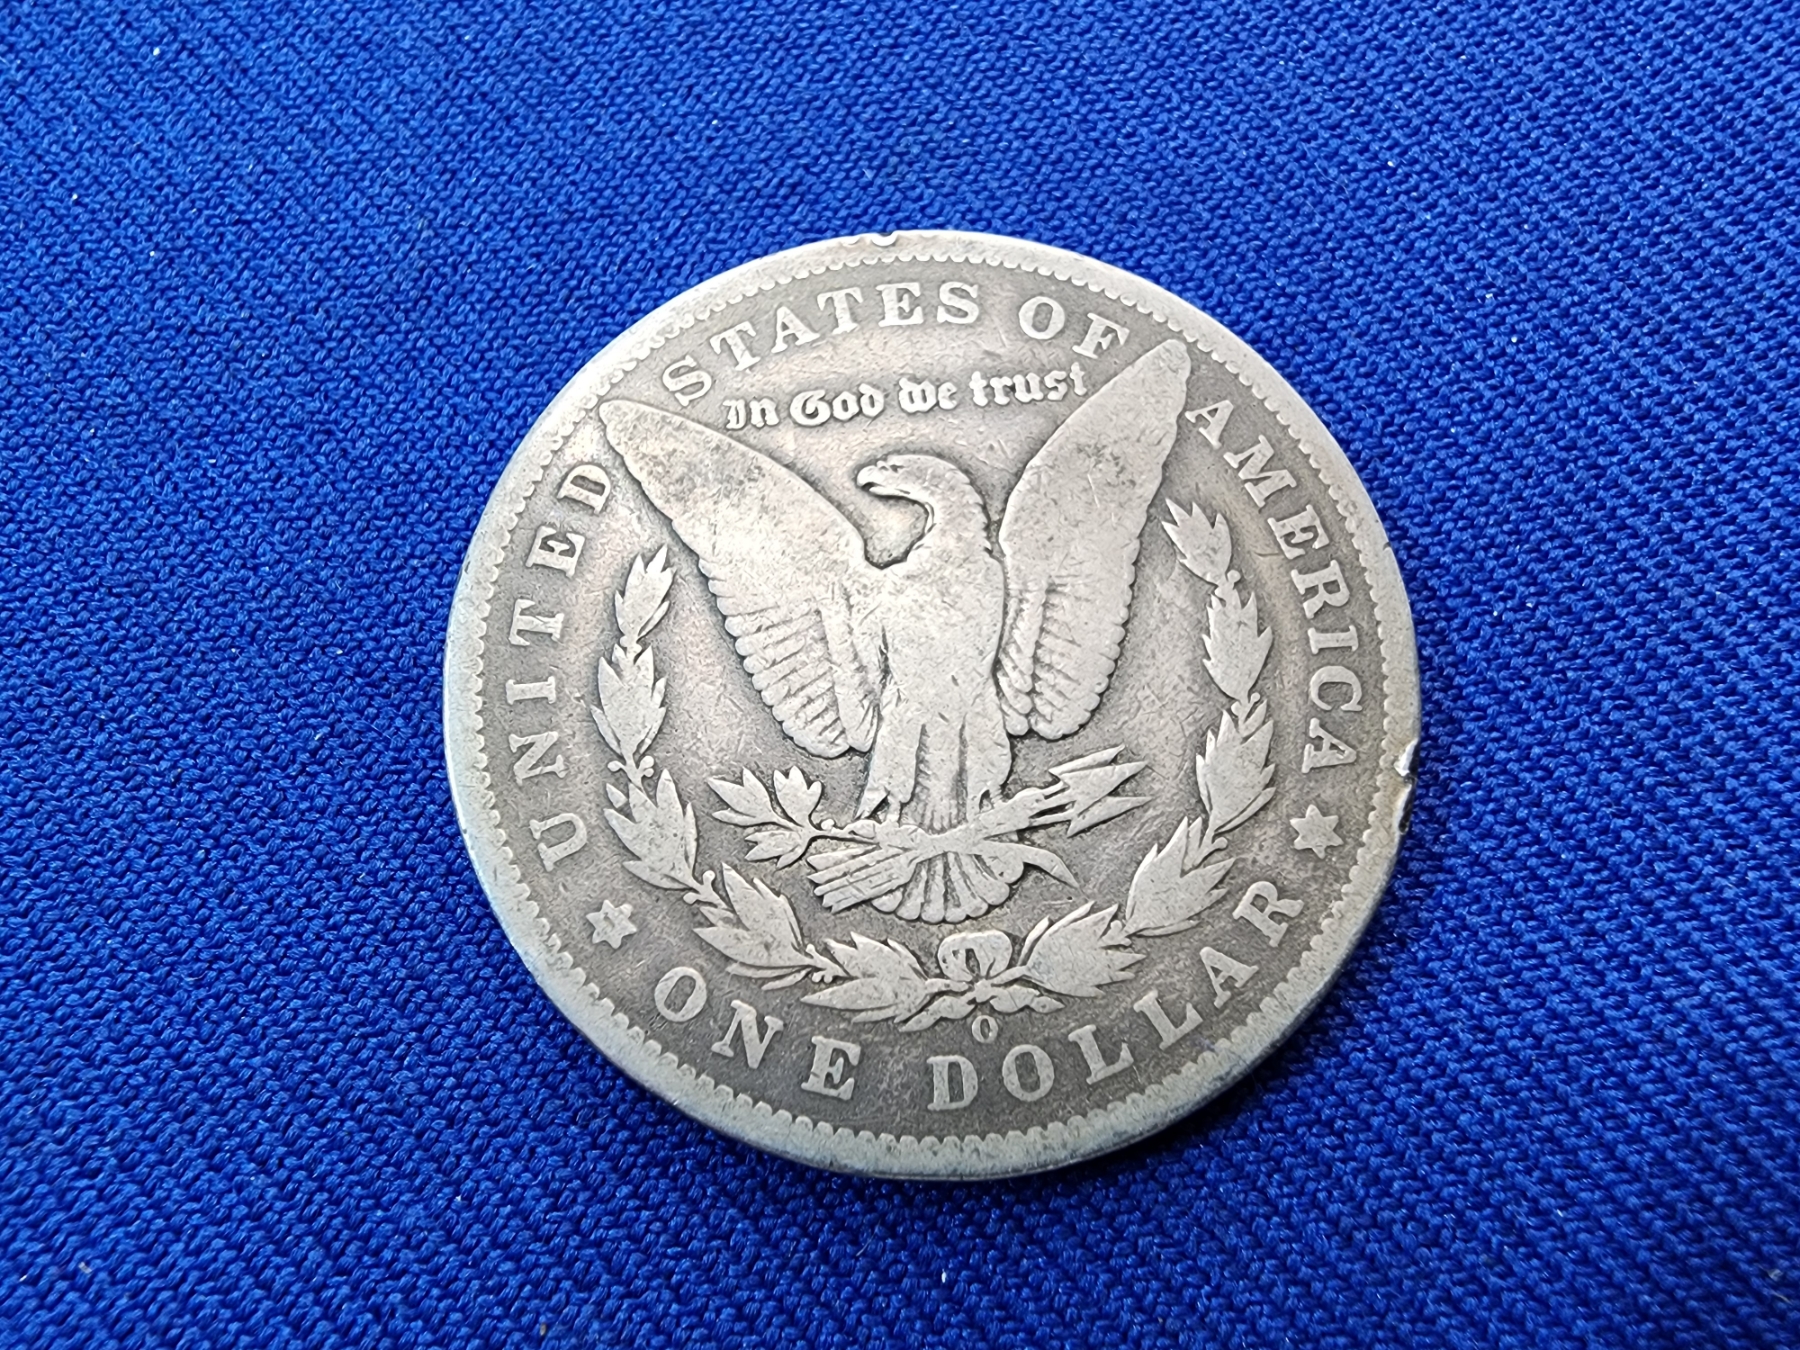 UNITED STATES OF AMERICA
In God we trust
O
ONE DOLLAR